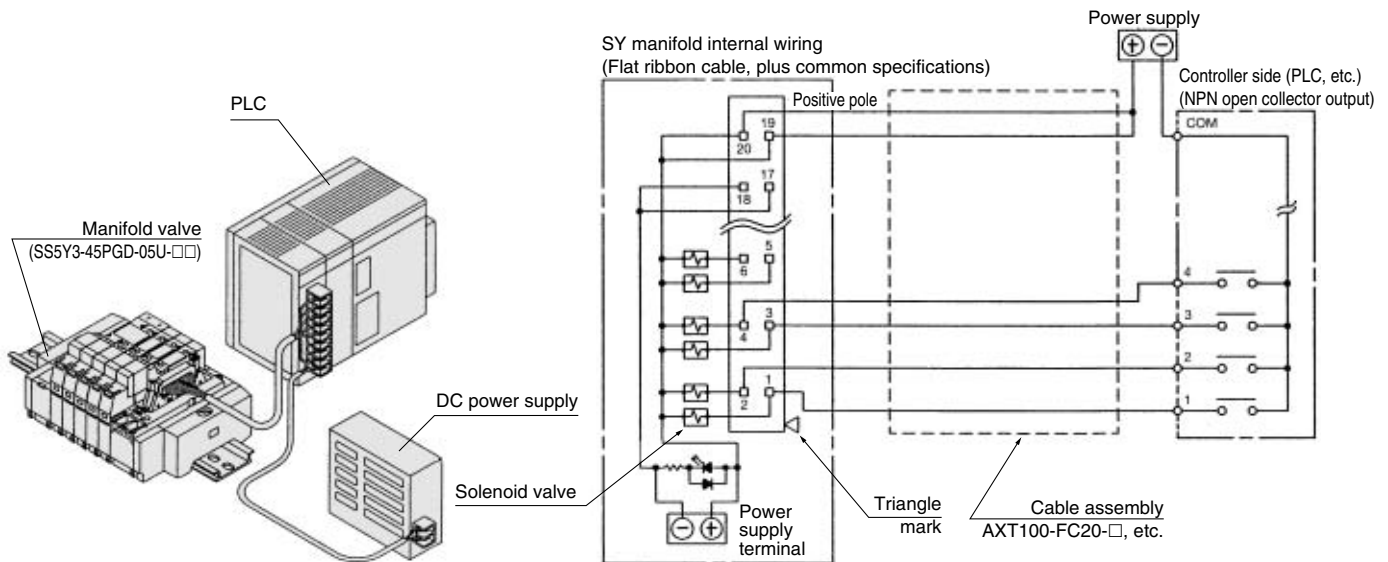 PLC
Manifold valve
(SS5Y3-45PGD-05U-□□)
DC power supply
SY manifold internal wiring
(Flat ribbon cable, plus common specifications)
Power supply
+ −
Controller side (PLC, etc.)
(NPN open collector output)
Positive pole
COM
19
20
17
18
5
6
4
3
4
3
2
1
2
1
Solenoid valve
Power
supply
terminal
− +
Triangle
mark
Cable assembly
AXT100-FC20-□, etc.